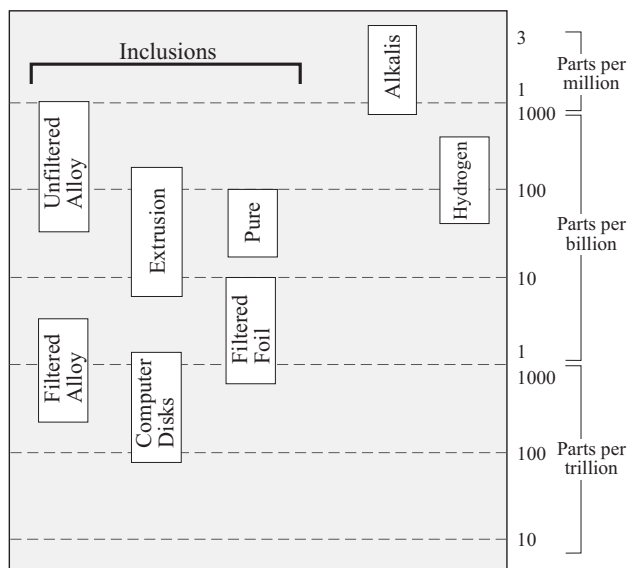 Inclusions
Unfiltered
Alloy
Extrusion
Pure
Alkalis
Hydrogen
Filtered
Alloy
Computer
Disks
Filtered
Foil
3
1
1000
100
10
1
1000
100
10
Parts per
million
Parts per
billion
Parts per
trillion